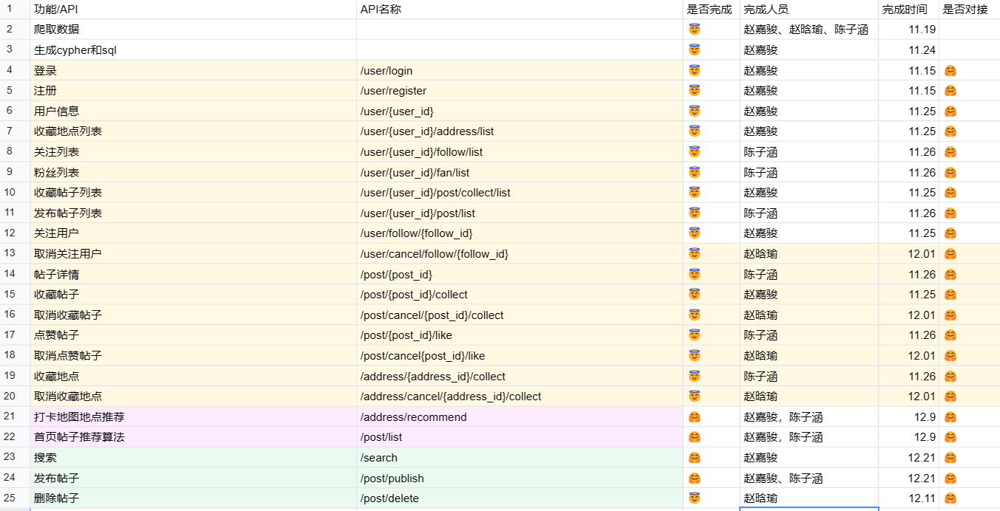 1 功能/API API名称 是否完成 完成人员 完成时间 是否对接
2 爬取数据 😇 赵嘉骏、赵晗瑜、陈子涵 11.19
3 生成cypher和sql 😇 赵嘉骏 11.24
4 登录 /user/login 😇 赵嘉骏 11.15 🤗
5 注册 /user/register 😇 赵嘉骏 11.15 🤗
6 用户信息 /user/{user_id} 😇 赵嘉骏 11.25 🤗
7 收藏地点列表 /user/{user_id}/address/list 😇 赵嘉骏 11.25 🤗
8 关注列表 /user/{user_id}/follow/list 😇 陈子涵 11.26 🤗
9 粉丝列表 /user/{user_id}/fan/list 😇 陈子涵 11.26 🤗
10 收藏帖子列表 /user/{user_id}/post/collect/list 😇 赵嘉骏 11.25 🤗
11 发布帖子列表 /user/{user_id}/post/list 😇 陈子涵 11.26 🤗
12 关注用户 /user/follow/{follow_id} 😇 赵嘉骏 11.25 🤗
13 取消关注用户 /user/cancel/follow/{follow_id} 😇 赵晗瑜 12.01 🤗
14 帖子详情 /post/{post_id} 😇 陈子涵 11.26 🤗
15 收藏帖子 /post/{post_id}/collect 😇 赵嘉骏 11.25 🤗
16 取消收藏帖子 /post/cancel/{post_id}/collect 😇 赵晗瑜 12.01 🤗
17 点赞帖子 /post/{post_id}/like 😇 陈子涵 11.26 🤗
18 取消点赞帖子 /post/cancel{post_id}/like 😇 赵晗瑜 12.01 🤗
19 收藏地点 /address/{address_id}/collect 😇 陈子涵 11.26 🤗
20 取消收藏地点 /address/cancel/{address_id}/collect 😇 赵晗瑜 12.01 🤗
21 打卡地图地点推荐 /address/recommend 🤗 赵嘉骏，陈子涵 12.9 🤗
22 首页帖子推荐算法 /post/list 🤗 赵嘉骏，陈子涵 12.9 🤗
23 搜索 /search 🤗 赵嘉骏 12.21 🤗
24 发布帖子 /post/publish 🤗 赵嘉骏、陈子涵 12.21 🤗
25 删除帖子 /post/delete 😇 赵晗瑜 12.11 🤗